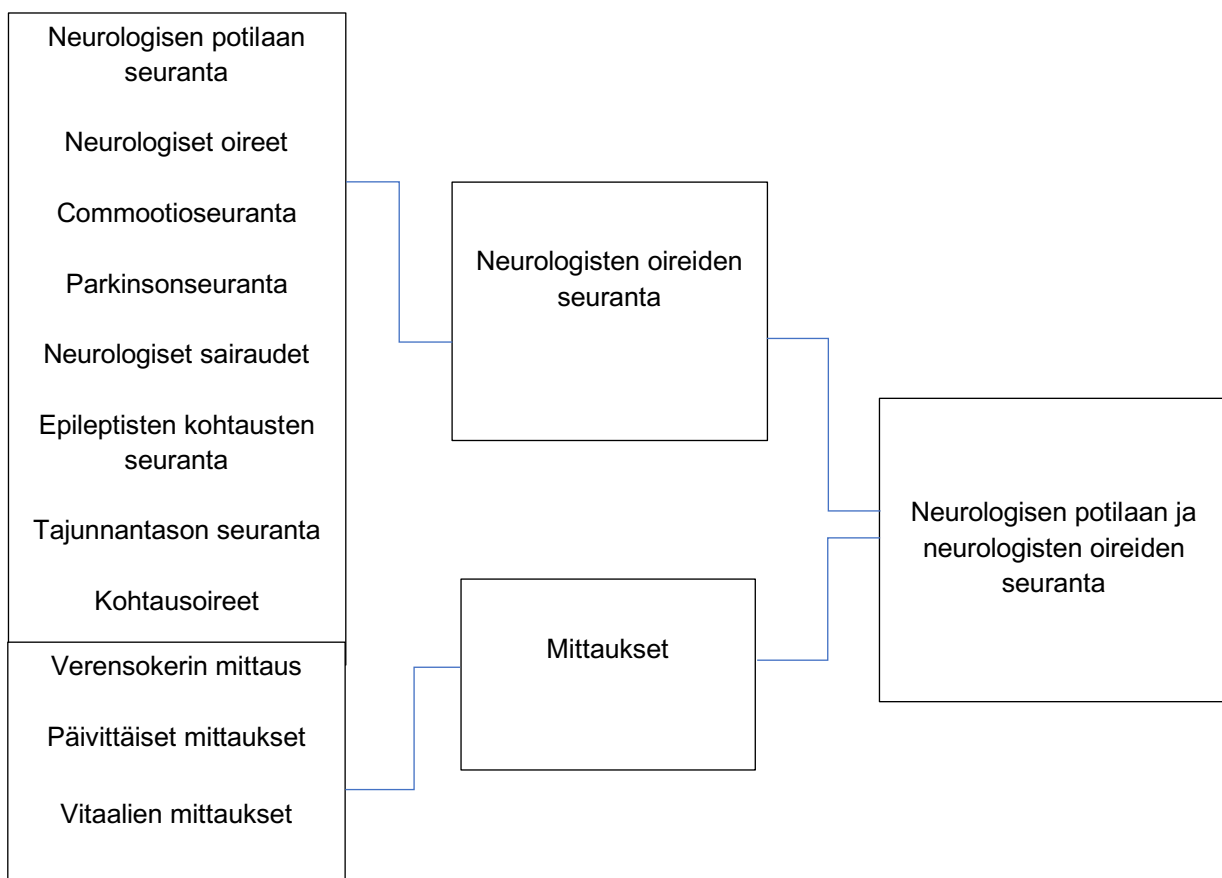 Neurologisen potilaan
seuranta
Neurologiset oireet
Commootioseuranta
Parkinsonseuranta
Neurologiset sairaudet
Epileptisten kohtausten
seuranta
Tajunnantason seuranta
Kohtausoireet
Verensokerin mittaus
Päivittäiset mittaukset
Vitaalien mittaukset
Neurologisten oireiden
seuranta
Mittaukset
Neurologisen potilaan ja
neurologisten oireiden
seuranta